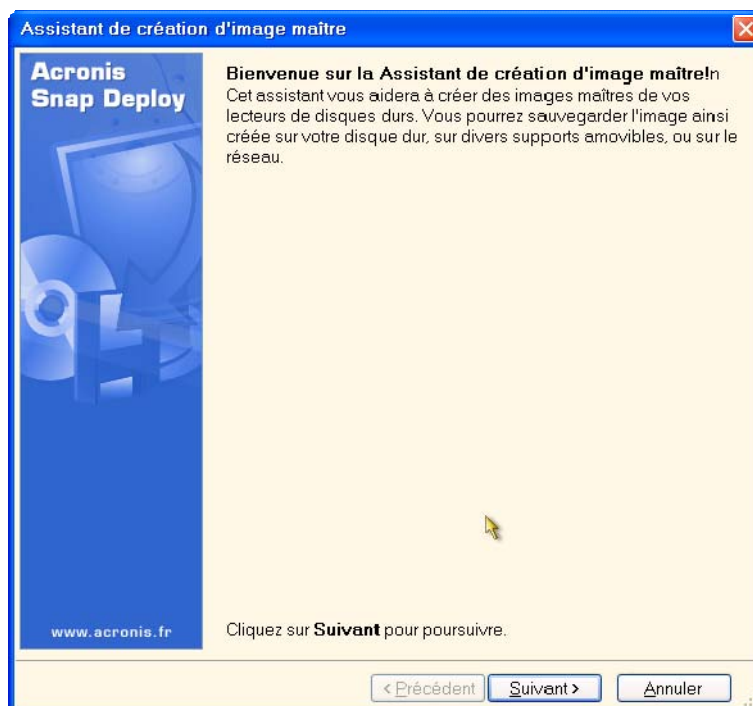 Assistant de création d'image maître
Acronis
Snap Deploy
Bienvenue sur la Assistant de création d'image maître!n
Cet assistant vous aidera à créer des images maîtres de vos
lecteurs de disques durs. Vous pourrez sauvegarder l'image ainsi
créée sur votre disque dur, sur divers supports amovibles, ou sur le
réseau.
Cliquez sur Suivant pour poursuivre.
www.acronis.fr
< Précédent
Suivant >
Annuler